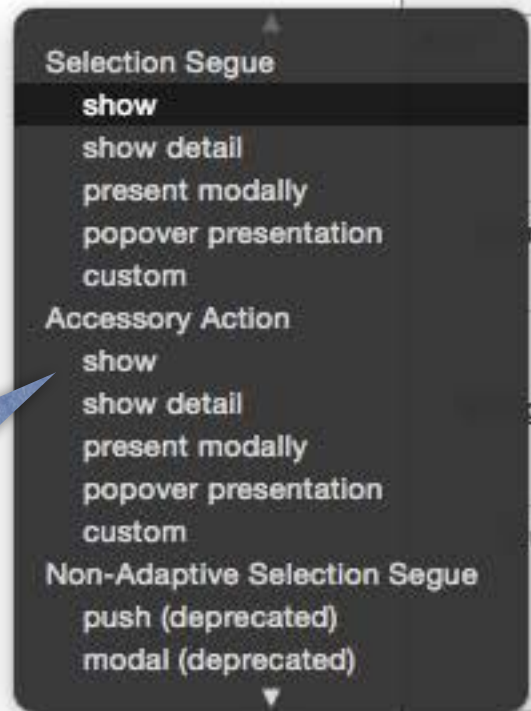 Selection Segue
show
show detail
present modally
popover presentation
custom
Accessory Action
show
show detail
present modally
popover presentation
custom
Non-Adaptive Selection Segue
push (deprecated)
modal (deprecated)